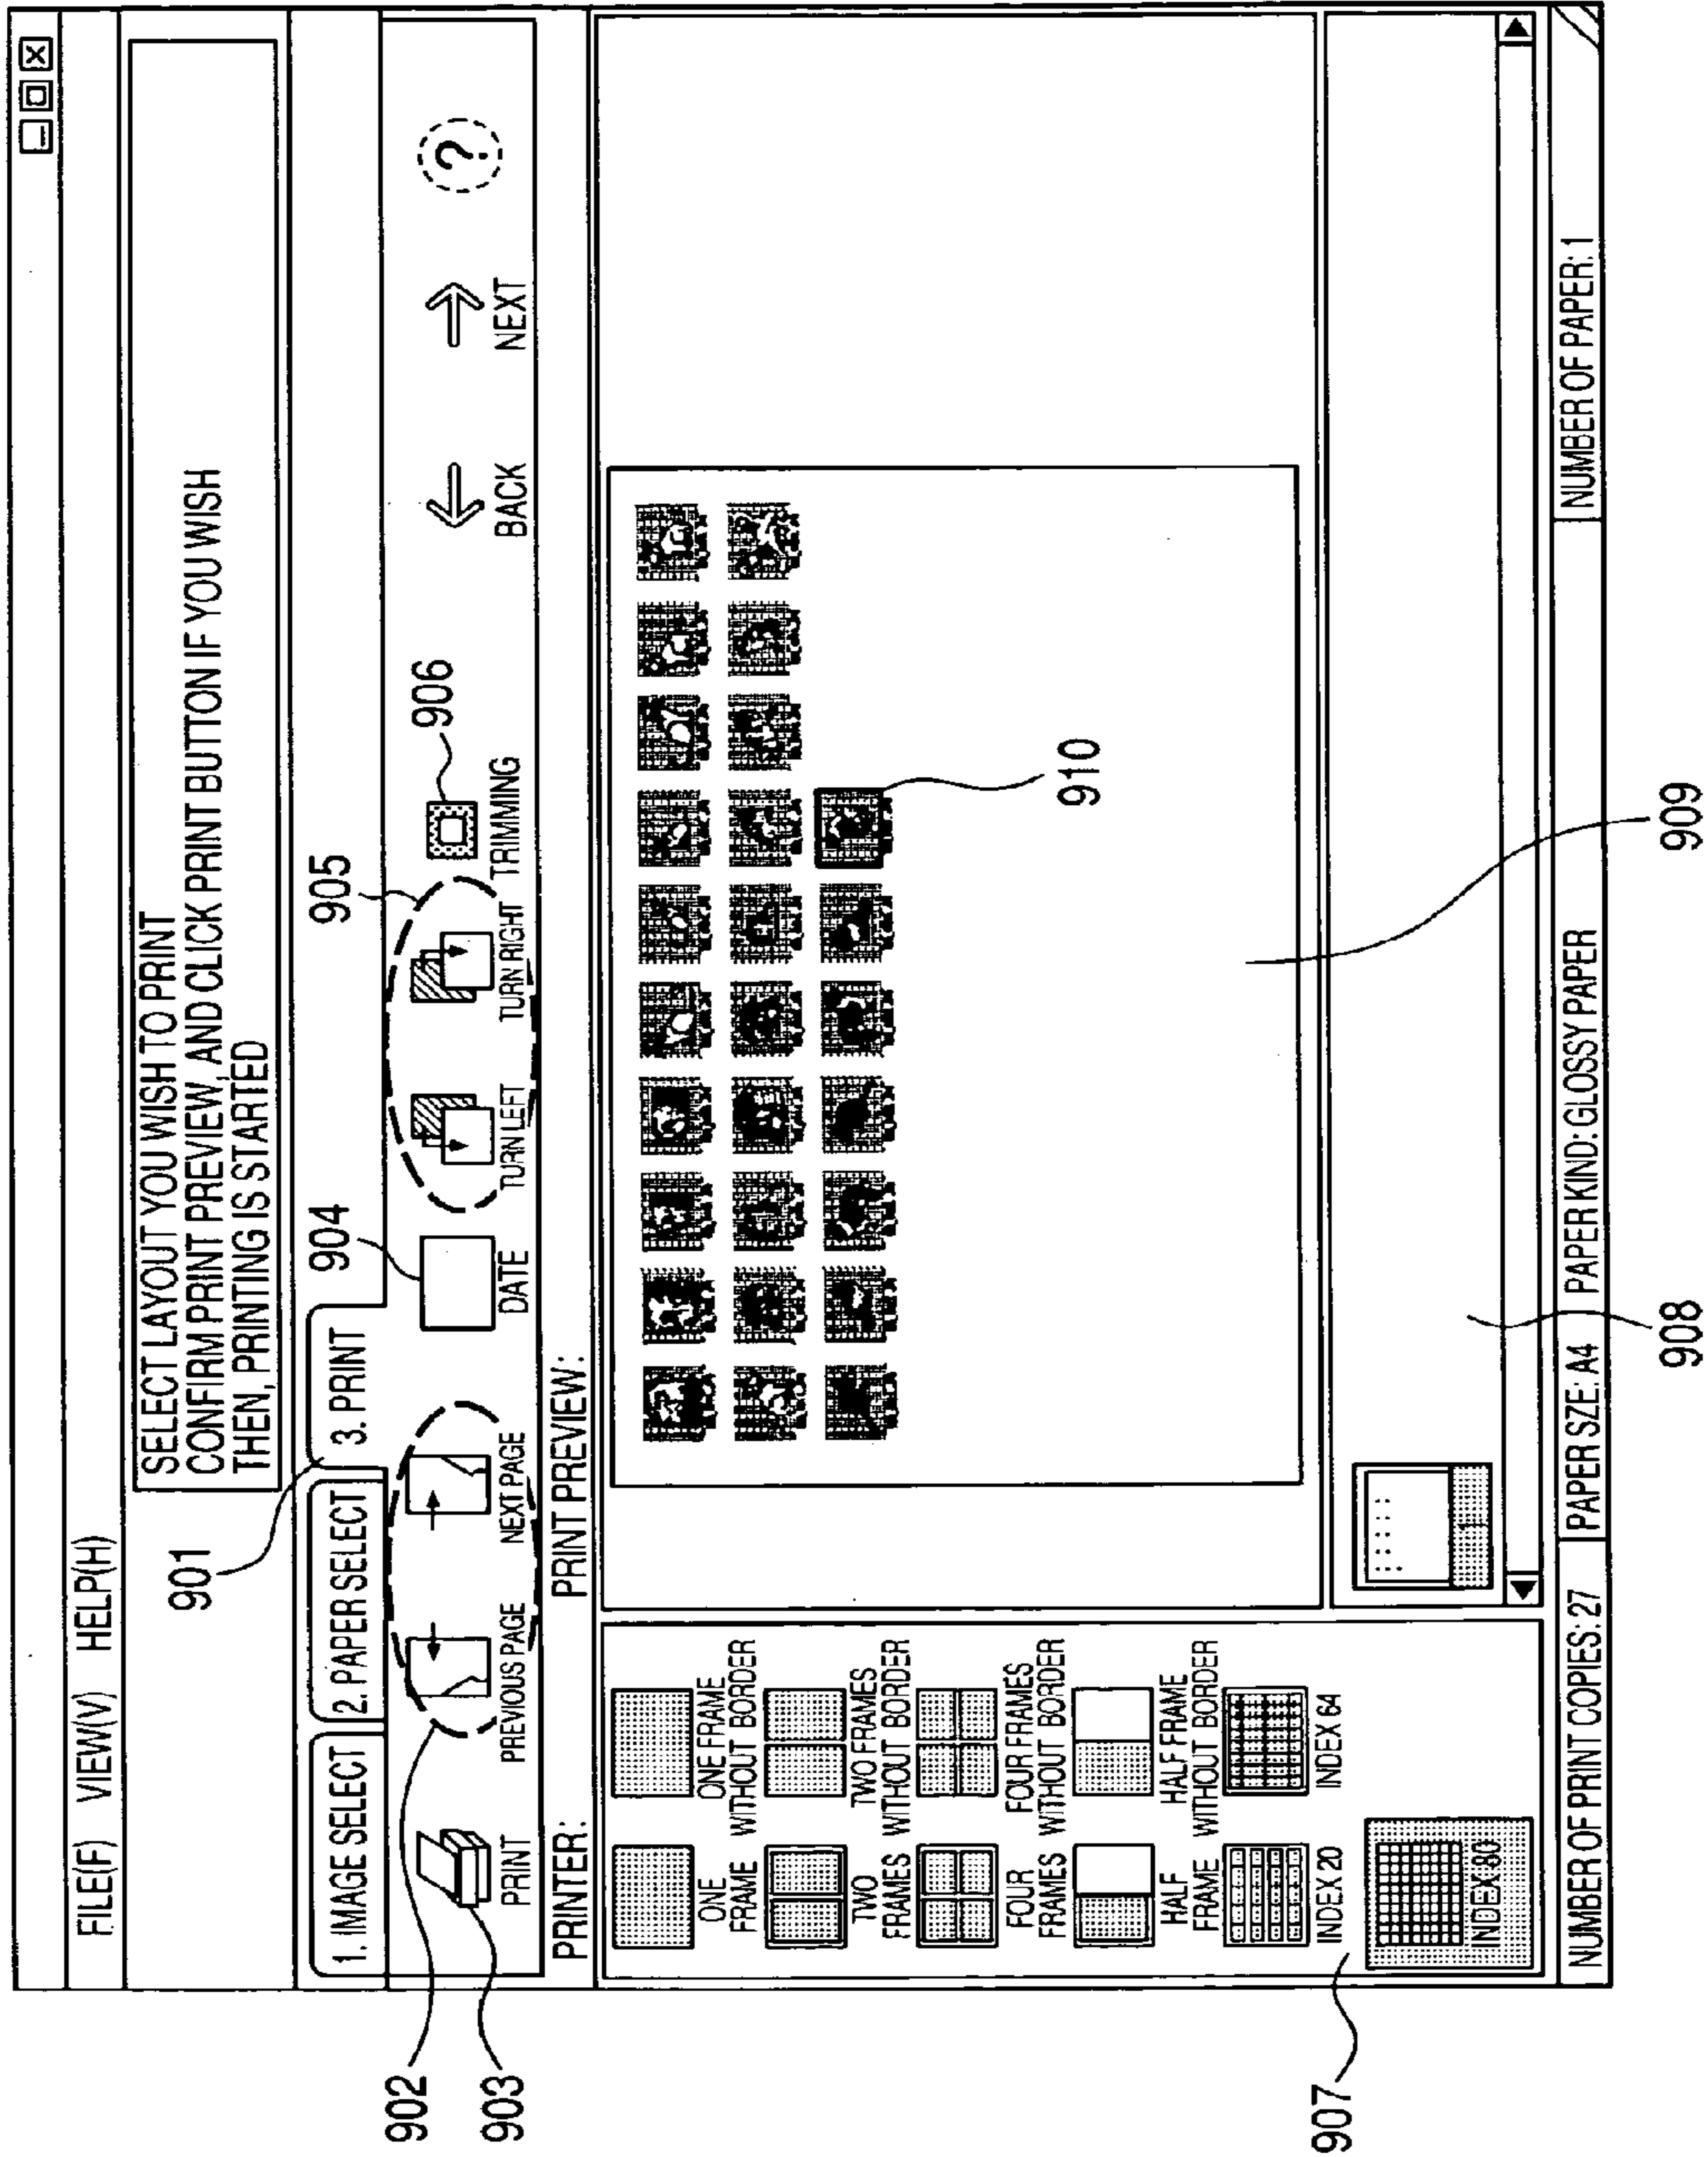 FILE(F) VIEW(V) HELP(H)
SELECT LAYOUT YOU WISH TO PRINT
CONFIRM PRINT PREVIEW, AND CLICK PRINT BUTTON IF YOU WISH
THEN, PRINTING IS STARTED
901
904
905
906
1. IMAGE SELECT
2. PAPER SELECT
3. PRINT
902
903
PRINT
PREVIOUS PAGE
NEXT PAGE
DATE
TURN LEFT
TURN RIGHT
TRIMMING
BACK
NEXT
?
PRINTER:
PRINT PREVIEW:
ONE
FRAME
ONE FRAME
WITHOUT BORDER
TWO
FRAMES
TWO FRAMES
WITHOUT BORDER
FOUR
FRAMES
FOUR FRAMES
WITHOUT BORDER
HALF
FRAME
HALF FRAME
WITHOUT BORDER
INDEX 20
INDEX 64
INDEX 80
907
910
1
NUMBER OF PRINT COPIES: 27
PAPER SZE: A4
PAPER KIND: GLOSSY PAPER
NUMBER OF PAPER: 1
908
909